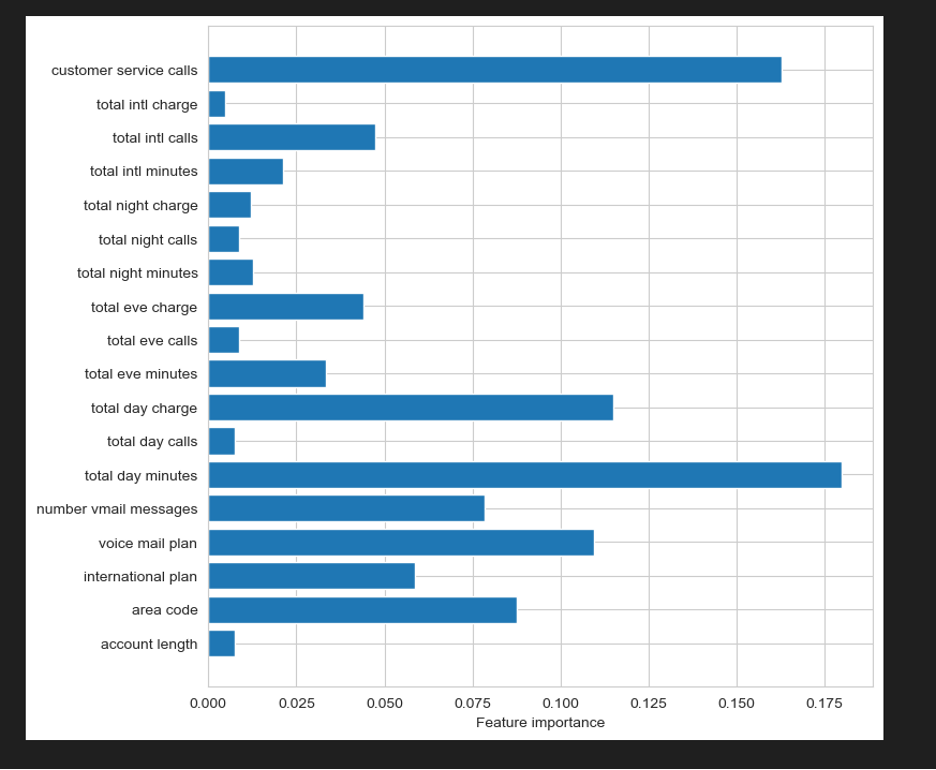 customer service calls
total intl charge
total intl calls
total intl minutes
total night charge
total night calls
total night minutes
total eve charge
total eve calls
total eve minutes
total day charge
total day calls
total day minutes
number vmail messages
voice mail plan
international plan
area code
account length
0.000 0.025 0.050 0.075 0.100 0.125 0.150 0.175
Feature importance